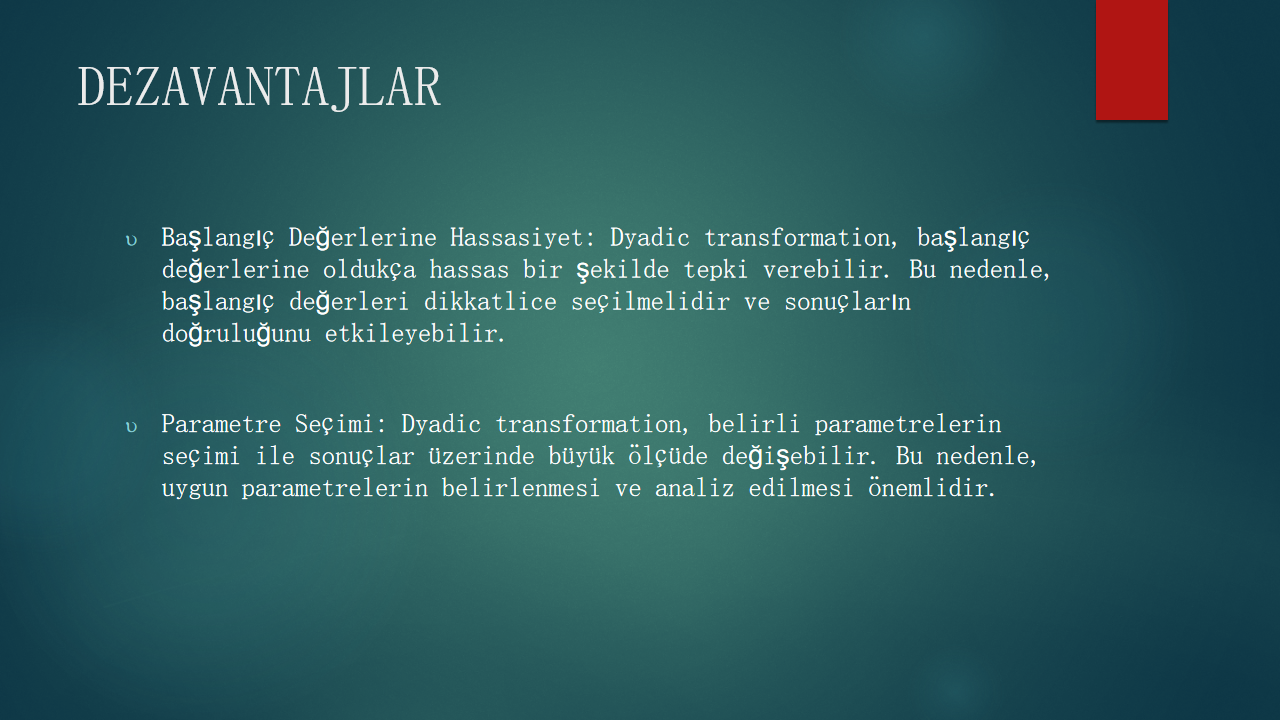 DEZAVANTAJLAR
Başlangıç Değerlerine Hassasiyet: Dyadic transformation, başlangıç
değerlerine oldukça hassas bir şekilde tepki verebilir. Bu nedenle,
başlangıç değerleri dikkatlice seçilmelidir ve sonuçların
doğruluğunu etkileyebilir.
Parametre Seçimi: Dyadic transformation, belirli parametrelerin
seçimi ile sonuçlar üzerinde büyük ölçüde değişebilir. Bu nedenle,
uygun parametrelerin belirlenmesi ve analiz edilmesi önemlidir.